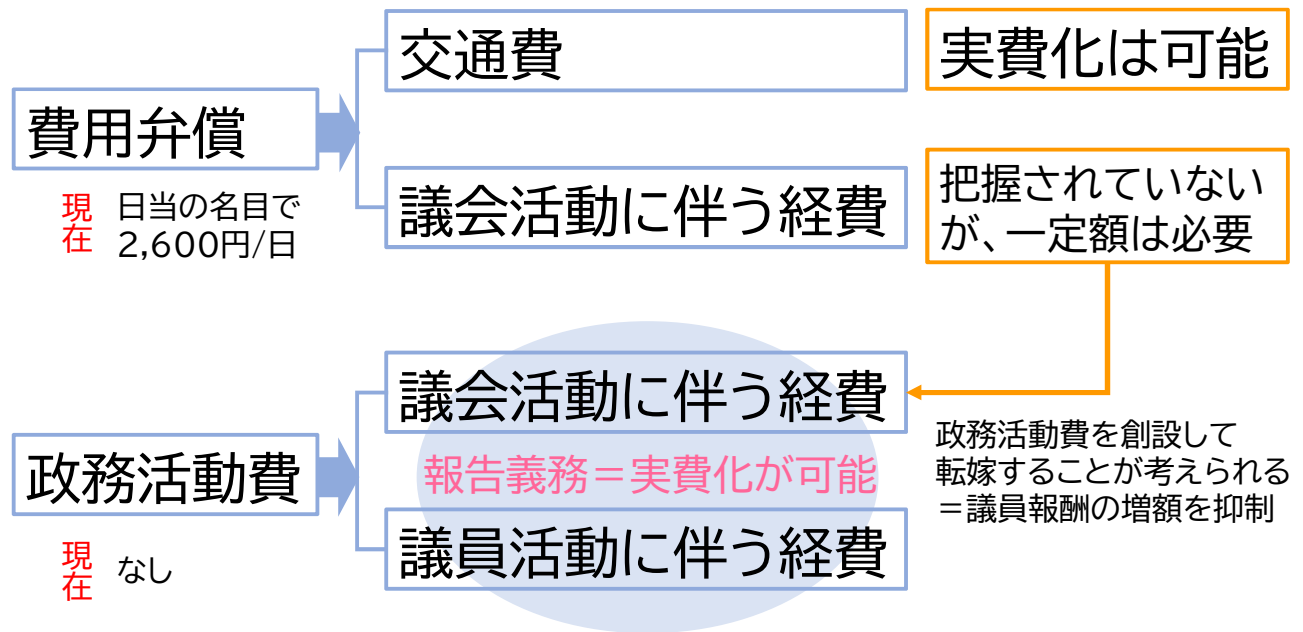 費用弁償
現在
日当の名目で
2,600円/日
交通費
実費化は可能
議会活動に伴う経費
把握されていない
が、一定額は必要
政務活動費
現在
なし
議会活動に伴う経費
報告義務＝実費化が可能
議員活動に伴う経費
政務活動費を創設して
転嫁することが考えられる
＝議員報酬の増額を抑制